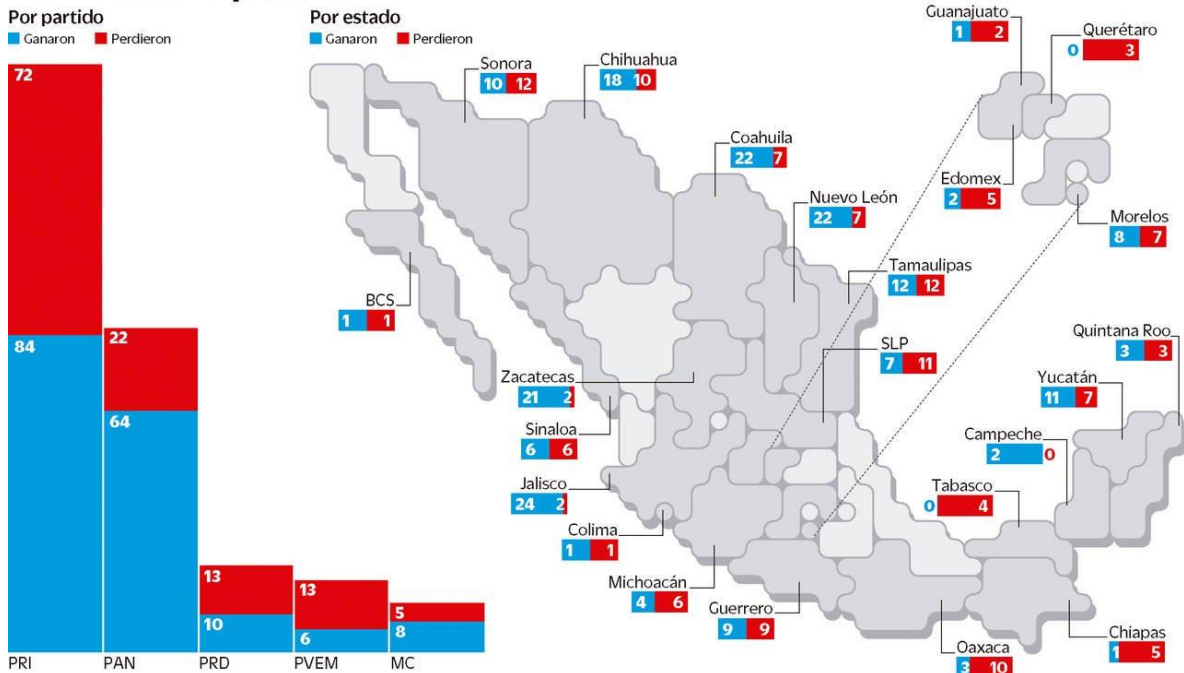 Por partido
Ganaron Perdieron
72
84
22
64
13
10
13
6
5
8
PRI PAN PRD PVEM MC
Por estado
Ganaron Perdieron
Sonora
10 12
Chihuahua
18 10
Coahuila
22 7
Nuevo León
22 7
Tamaulipas
12 12
SLP
7 11
BCS
1 1
Zacatecas
21 2
Sinaloa
6 6
Jalisco
24 2
Colima
1 1
Michoacán
4 6
Guerrero
9 9
Oaxaca
3 10
Chiapas
1 5
Tabasco
0 4
Campeche
2 0
Yucatán
11 7
Quintana Roo
3 3
Guanajuato
1 2
Querétaro
0 3
Edomex
2 5
Morelos
8 7